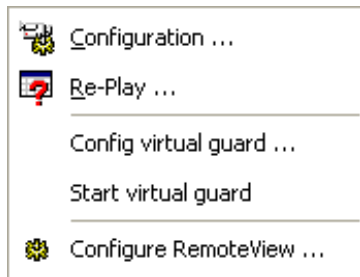 Configuration ...
Re-Play ...
Config virtual guard ...
Start virtual guard
Configure RemoteView ...